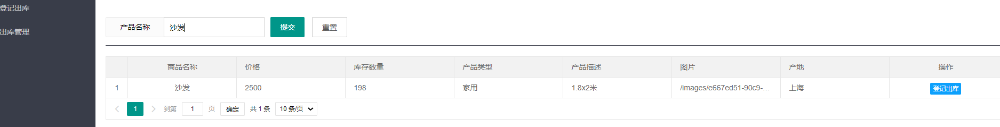 登记出库
出库管理
产品名称 沙发 提交 重置
商品名称 价格 库存数量 产品类型 产品描述 图片 产地 操作
1 沙发 2500 198 家用 1.8x2米 /images/e667ed51-90c9-... 上海 登记出库
1 到第 1 页 确定 共 1 条 10 条/页